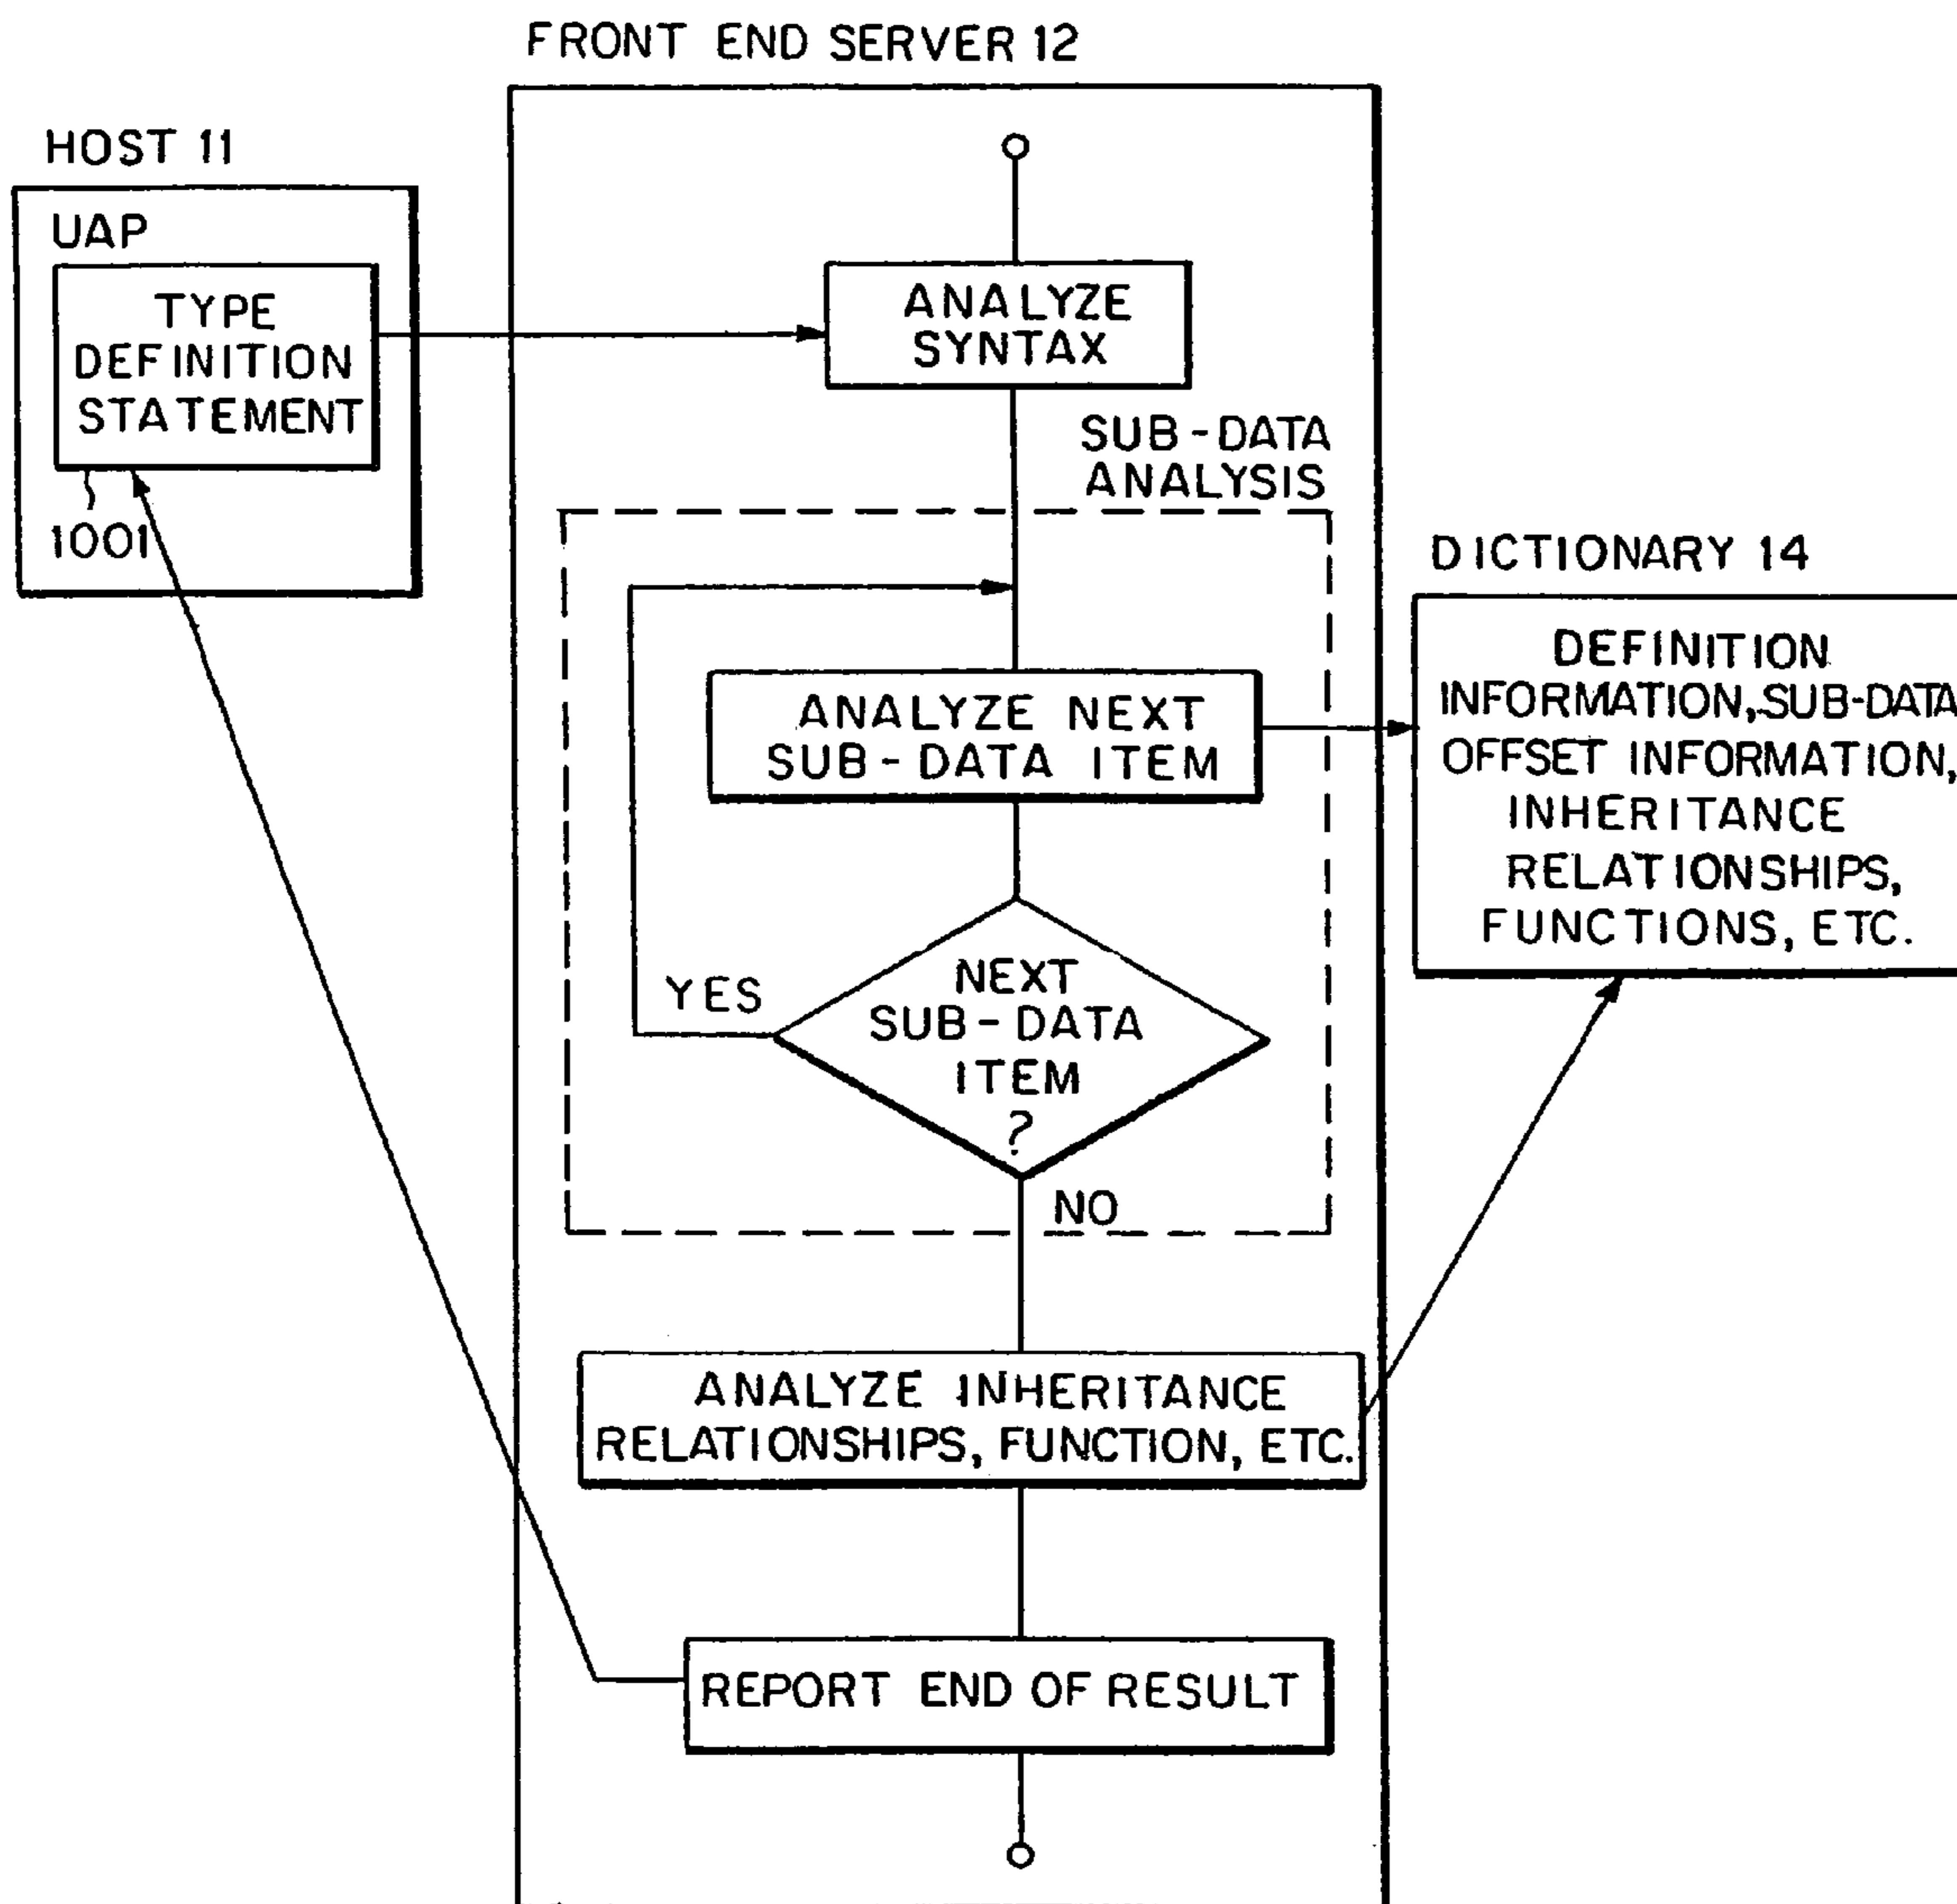 FRONT END SERVER 12
HOST 11
UAP
TYPE
DEFINITION
STATEMENT
1001
ANALYZE
SYNTAX
SUB-DATA
ANALYSIS
ANALYZE NEXT
SUB-DATA ITEM
YES
NEXT
SUB-DATA
ITEM
?
NO
DICTIONARY 14
DEFINITION
INFORMATION, SUB-DATA
OFFSET INFORMATION,
INHERITANCE
RELATIONSHIPS,
FUNCTIONS, ETC.
ANALYZE INHERITANCE
RELATIONSHIPS, FUNCTION, ETC.
REPORT END OF RESULT